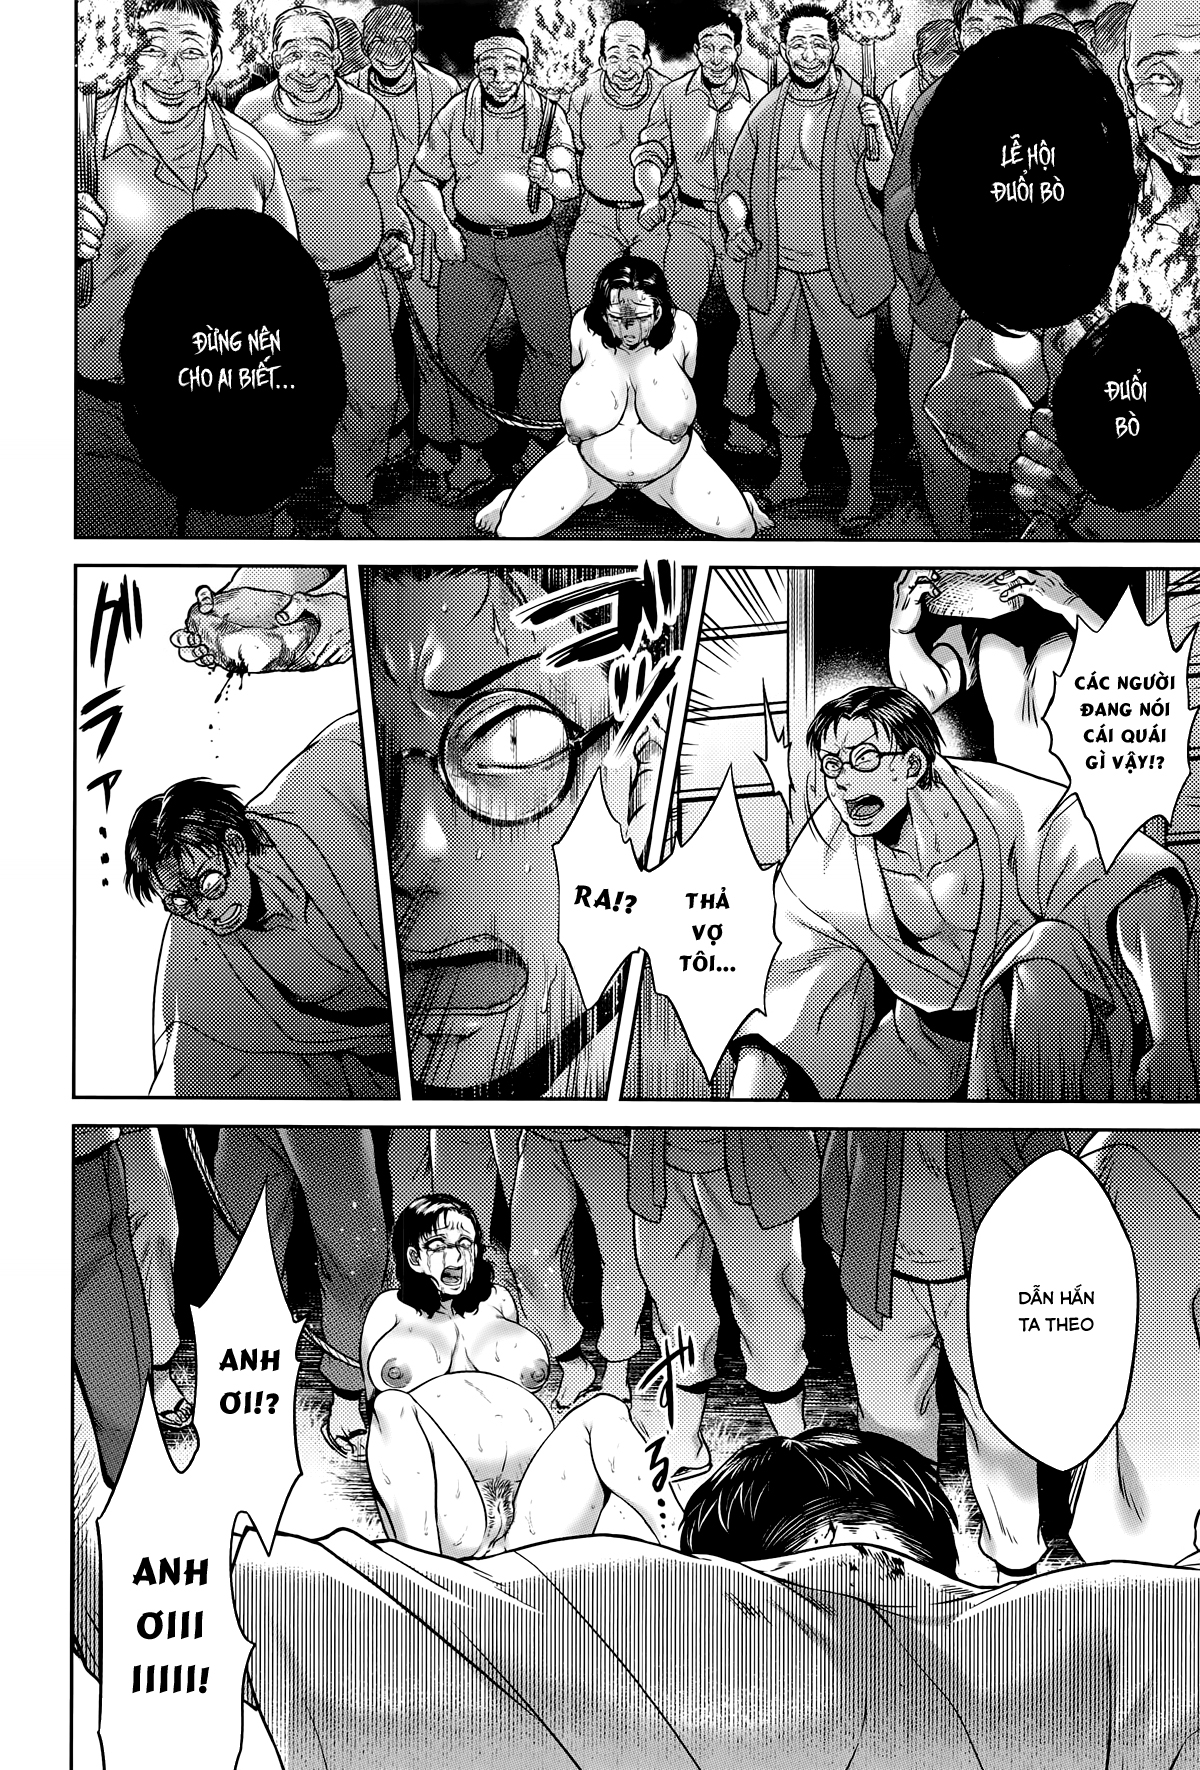 LỄ HỘI
ĐUỔI BÒ
ĐUỔI
BÒ
ĐỪNG NÊN
CHO AI BIẾT...
CÁC NGƯỜI
ĐANG NÓI
CÁI QUÁI
GÌ VẬY!?
THẢ
VỢ
TÔI...
RA!?
DẪN HẮN
TA THEO
ANH
ƠI!?
ANH
ƠIII
IIIII!